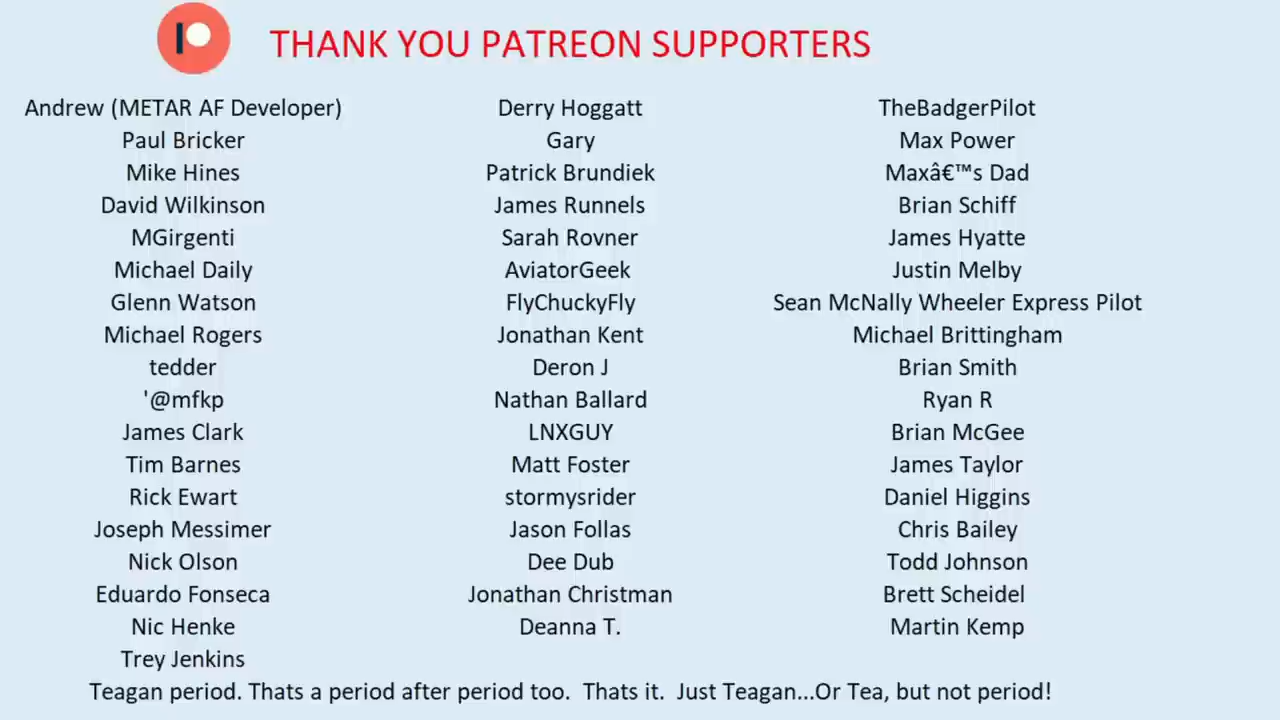 THANK YOU PATREON SUPPORTERS
Andrew (METAR AF Developer)
Paul Bricker
Mike Hines
David Wilkinson
MGirgenti
Michael Daily
Glenn Watson
Michael Rogers
tedder
'@mfkp
James Clark
Tim Barnes
Rick Ewart
Joseph Messimer
Nick Olson
Eduardo Fonseca
Nic Henke
Trey Jenkins
Derry Hoggatt
Gary
Patrick Brundiek
James Runnels
Sarah Rovner
AviatorGeek
FlyChuckyFly
Jonathan Kent
Deron J
Nathan Ballard
LNXGUY
Matt Foster
stormysrider
Jason Follas
Dee Dub
Jonathan Christman
Deanna T.
TheBadgerPilot
Max Power
Maxâ€™s Dad
Brian Schiff
James Hyatte
Justin Melby
Sean McNally Wheeler Express Pilot
Michael Brittingham
Brian Smith
Ryan R
Brian McGee
James Taylor
Daniel Higgins
Chris Bailey
Todd Johnson
Brett Scheidel
Martin Kemp
Teagan period. Thats a period after period too.  Thats it.  Just Teagan...Or Tea, but not period!